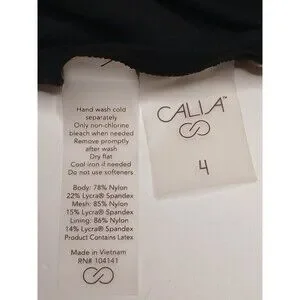 Hand wash cold
separately
Only non-chlorine
bleach when needed
Remove promptly
after wash
Dry flat
Cool iron if needed
Do not use softeners
Body: 78% Nylon
22% Lycra® Spandex
Mesh: 85% Nylon
15% Lycra® Spandex
Lining: 86% Nylon
14% Lycra® Spandex
Product Contains Latex
Made in Vietnam
RN# 104141
CALIA™
4